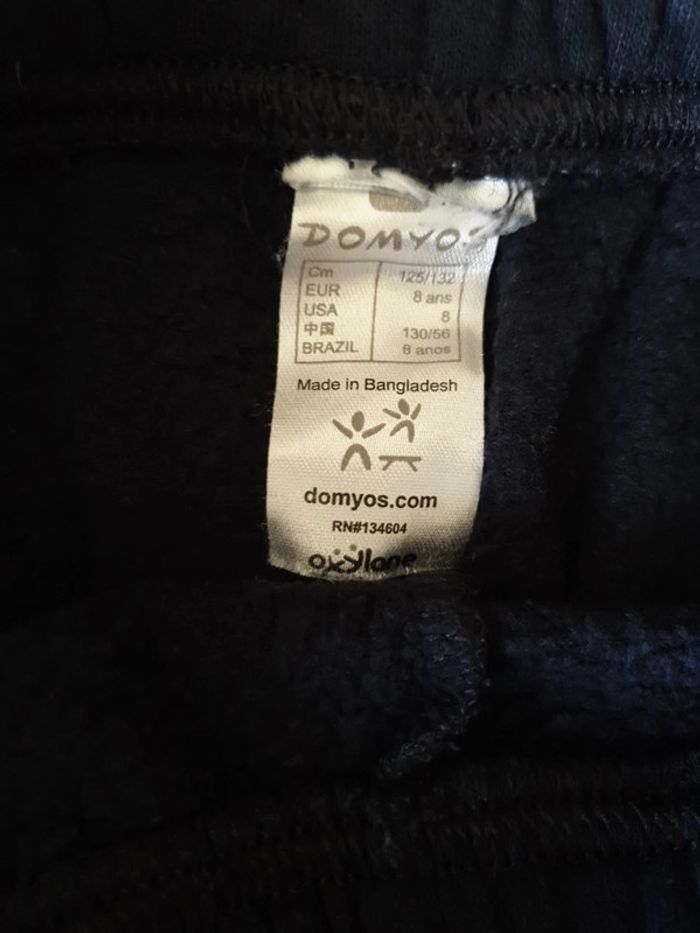 DOMYOS
Cm 125/132
EUR 8 ans
USA 8
中国 130/56
BRAZIL 8 anos
Made in Bangladesh
domyos.com
RN#134604
oxylane